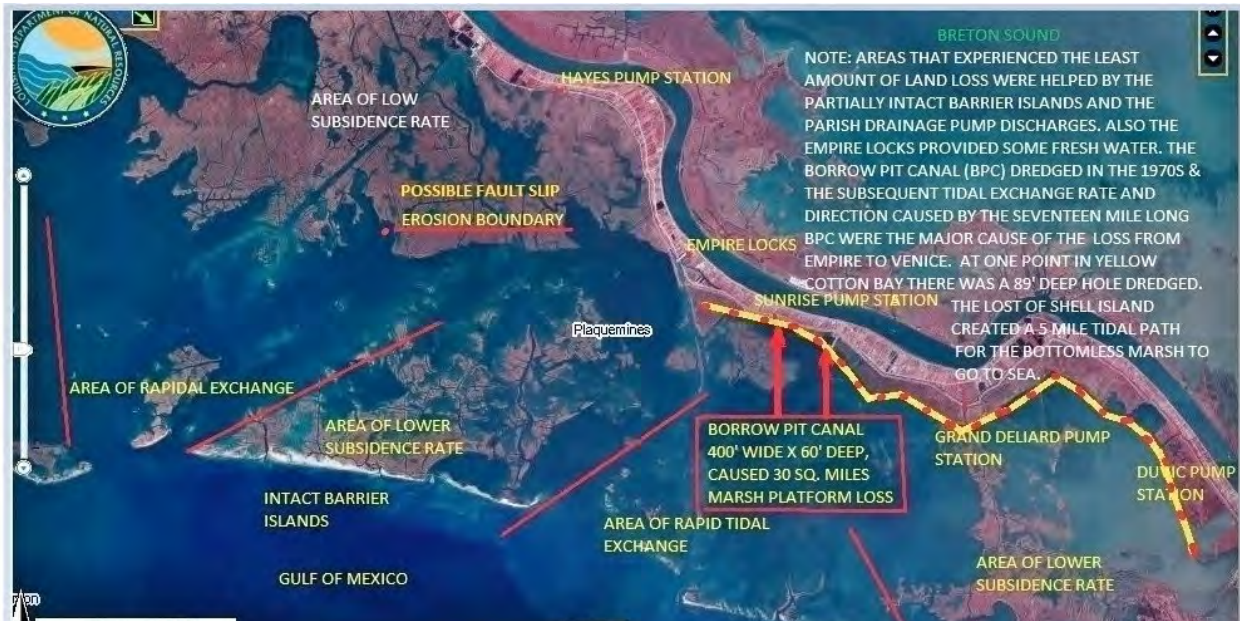 DEPARTMENT OF NATURAL RESOURCES
BRETON SOUND
NOTE: AREAS THAT EXPERIENCED THE LEAST
AMOUNT OF LAND LOSS WERE HELPED BY THE
PARTIALLY INTACT BARRIER ISLANDS AND THE
PARISH DRAINAGE PUMP DISCHARGES. ALSO THE
EMPIRE LOCKS PROVIDED SOME FRESH WATER. THE
BORROW PIT CANAL (BPC) DREDGED IN THE 1970S &
THE SUBSEQUENT TIDAL EXCHANGE RATE AND
DIRECTION CAUSED BY THE SEVENTEEN MILE LONG
BPC WERE THE MAJOR CAUSE OF THE LOSS FROM
EMPIRE TO VENICE. AT ONE POINT IN YELLOW
COTTON BAY THERE WAS A 89' DEEP HOLE DREDGED.
THE LOST OF SHELL ISLAND
CREATED A 5 MILE TIDAL PATH
FOR THE BOTTOMLESS MARSH TO
GO TO SEA.
HAYES PUMP STATION
AREA OF LOW
SUBSIDENCE RATE
POSSIBLE FAULT SLIP
EROSION BOUNDARY
EMPIRE LOCKS
SUNRISE PUMP STATION
Plaquemines
AREA OF RAPIDAL EXCHANGE
AREA OF LOWER
SUBSIDENCE RATE
BORROW PIT CANAL
400' WIDE X 60' DEEP,
CAUSED 30 SQ. MILES
MARSH PLATFORM LOSS
GRAND DELIARD PUMP
STATION
PUMP
STATION
INTACT BARRIER
ISLANDS
AREA OF RAPID TIDAL
EXCHANGE
AREA OF LOWER
SUBSIDENCE RATE
GULF OF MEXICO